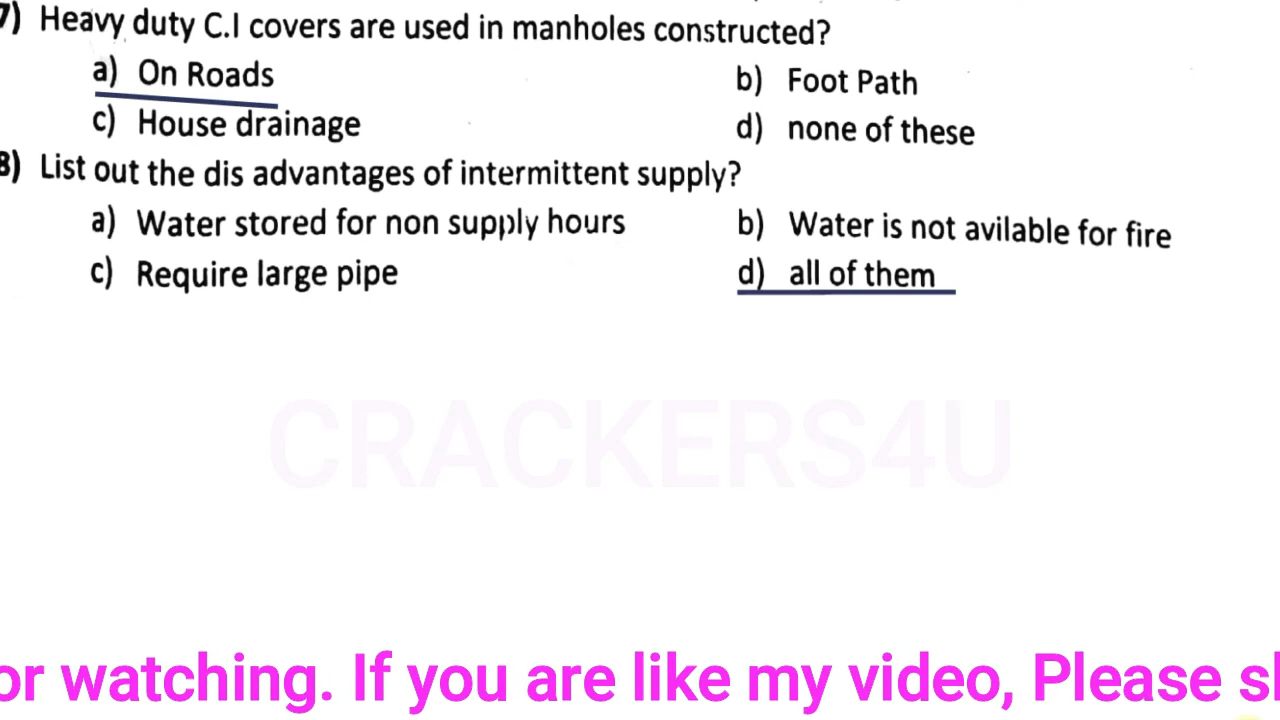 7) Heavy duty C.I covers are used in manholes constructed?
a) On Roads b) Foot Path
c) House drainage d) none of these
8) List out the dis advantages of intermittent supply?
a) Water stored for non supply hours b) Water is not avilable for fire
c) Require large pipe d) all of them
CRACKERS4U
or watching. If you are like my video, Please sh